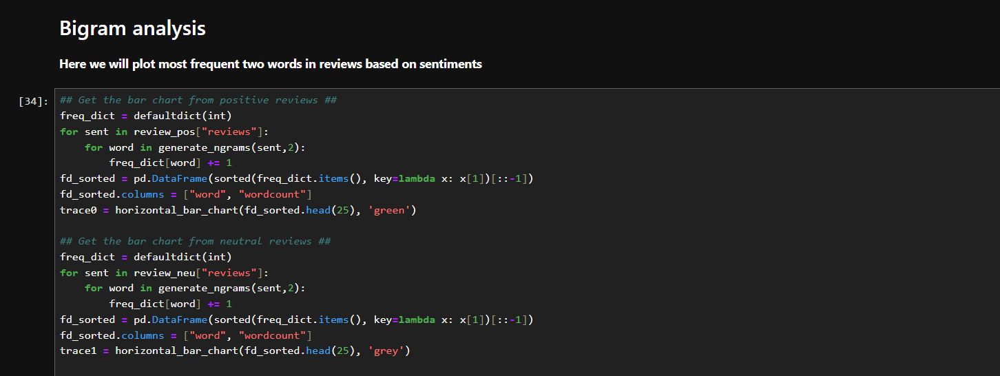 Bigram analysis
Here we will plot most frequent two words in reviews based on sentiments
[34]:
## Get the bar chart from positive reviews ##
freq_dict = defaultdict(int)
for sent in review_pos["reviews"]:
    for word in generate_ngrams(sent,2):
        freq_dict[word] += 1
fd_sorted = pd.DataFrame(sorted(freq_dict.items(), key=lambda x: x[1])[::-1])
fd_sorted.columns = ["word", "wordcount"]
trace0 = horizontal_bar_chart(fd_sorted.head(25), 'green')
## Get the bar chart from neutral reviews ##
freq_dict = defaultdict(int)
for sent in review_neu["reviews"]:
    for word in generate_ngrams(sent,2):
        freq_dict[word] += 1
fd_sorted = pd.DataFrame(sorted(freq_dict.items(), key=lambda x: x[1])[::-1])
fd_sorted.columns = ["word", "wordcount"]
trace1 = horizontal_bar_chart(fd_sorted.head(25), 'grey')